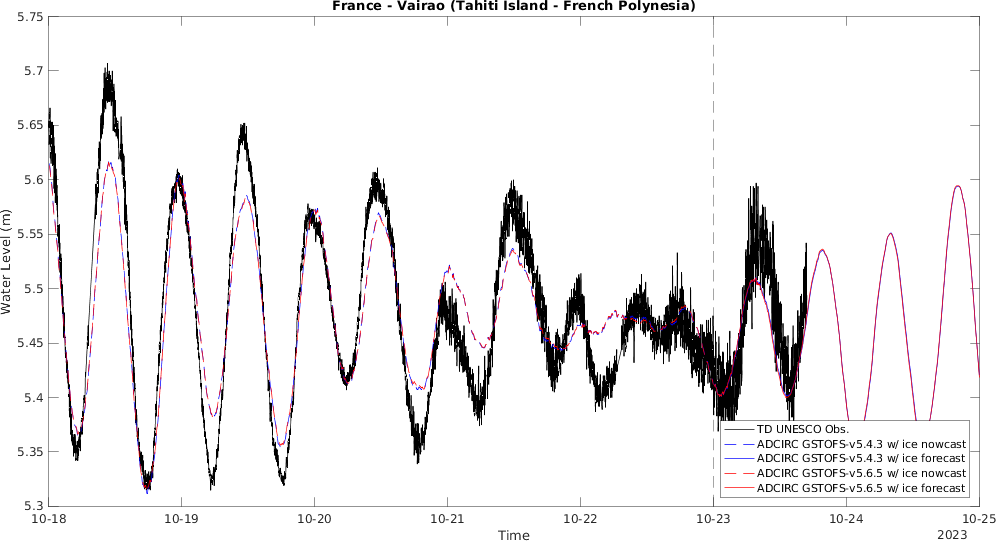 France - Vairao (Tahiti Island - French Polynesia)
5.75
5.7
5.65
5.6
5.55
5.5
5.45
5.4
5.35
5.3
Water Level (m)
TD UNESCO Obs.
ADCIRC GSTOFS-v5.4.3 w/ ice nowcast
ADCIRC GSTOFS-v5.4.3 w/ ice forecast
ADCIRC GSTOFS-v5.6.5 w/ ice nowcast
ADCIRC GSTOFS-v5.6.5 w/ ice forecast
10-18 10-19 10-20 10-21 10-22 10-23 10-24 10-25
Time
2023